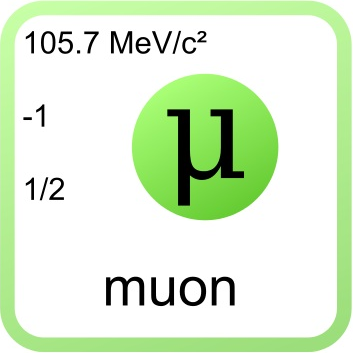 105.7 MeV/c²
-1
μ
1/2
muon